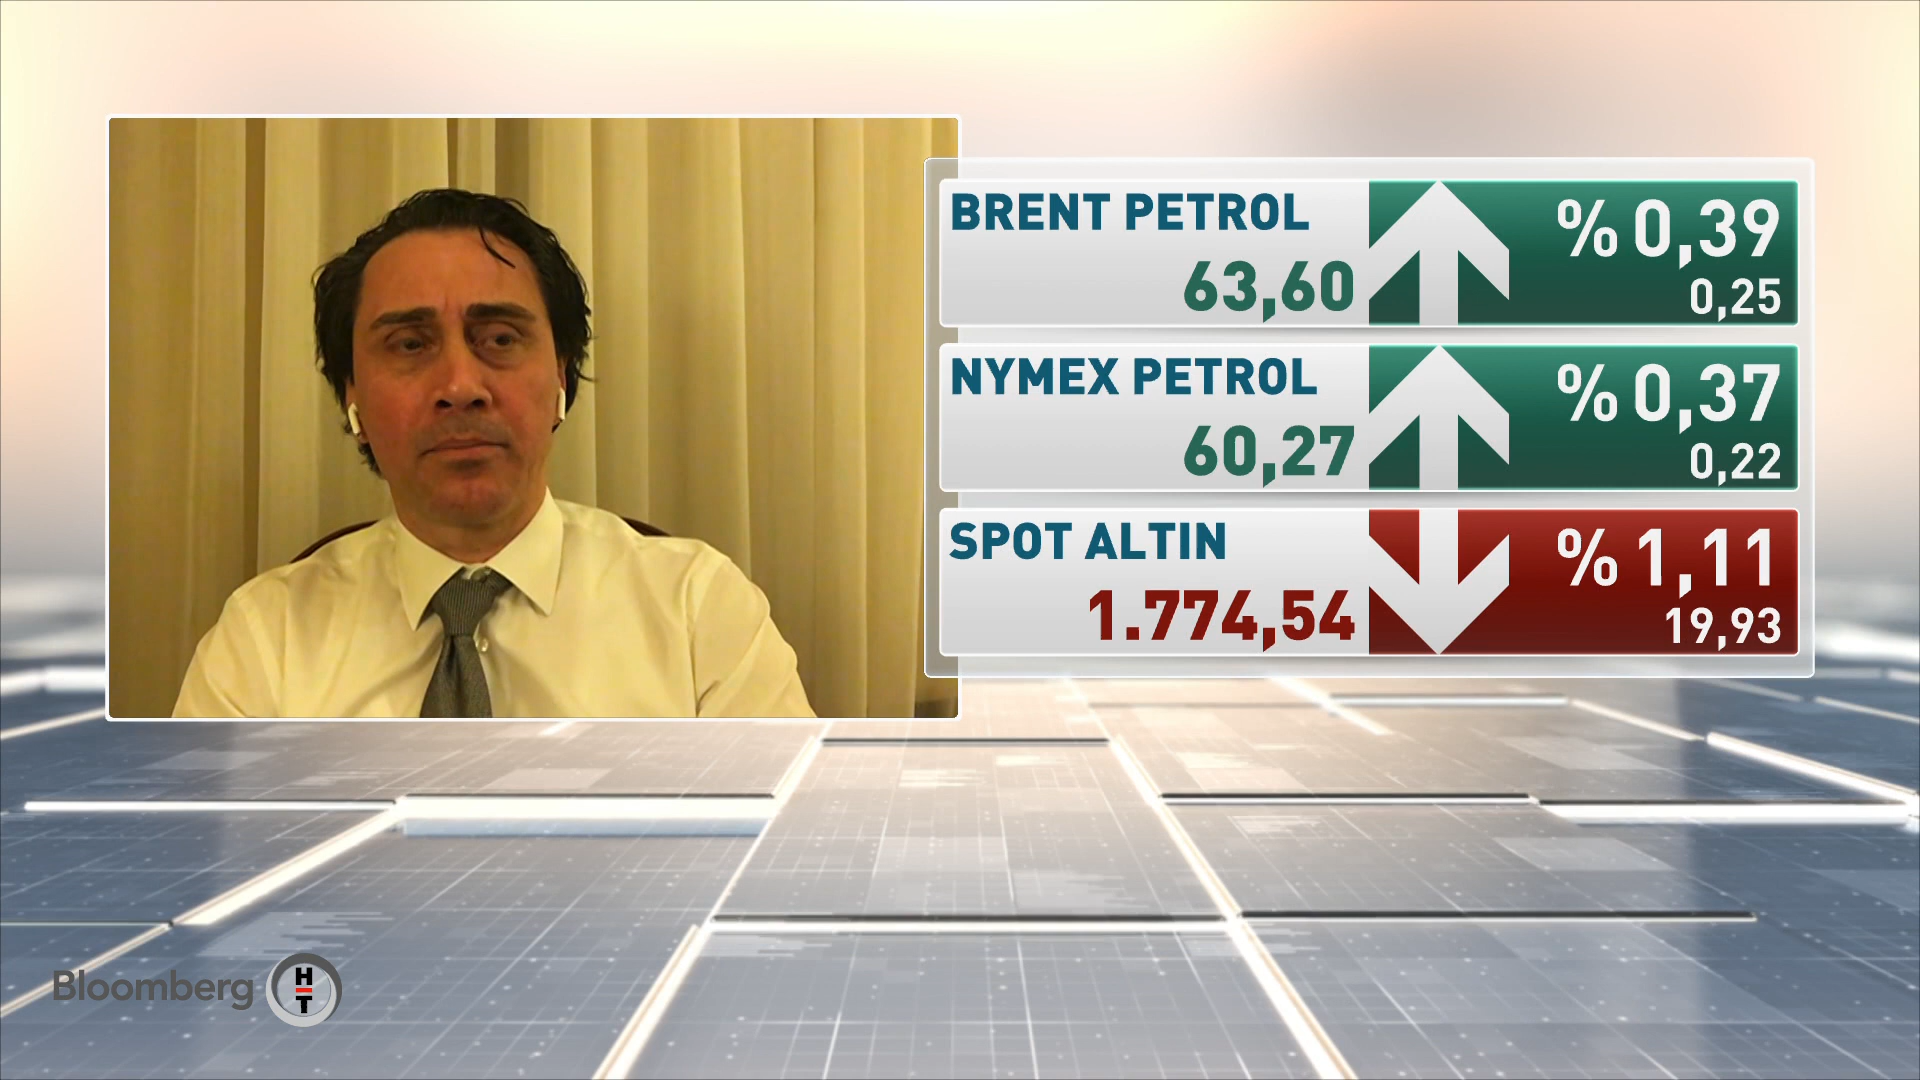 BRENT PETROL
63,60
% 0,39
0,25
NYMEX PETROL
60,27
% 0,37
0,22
SPOT ALTIN
1.774,54
% 1,11
19,93
Bloomberg HT